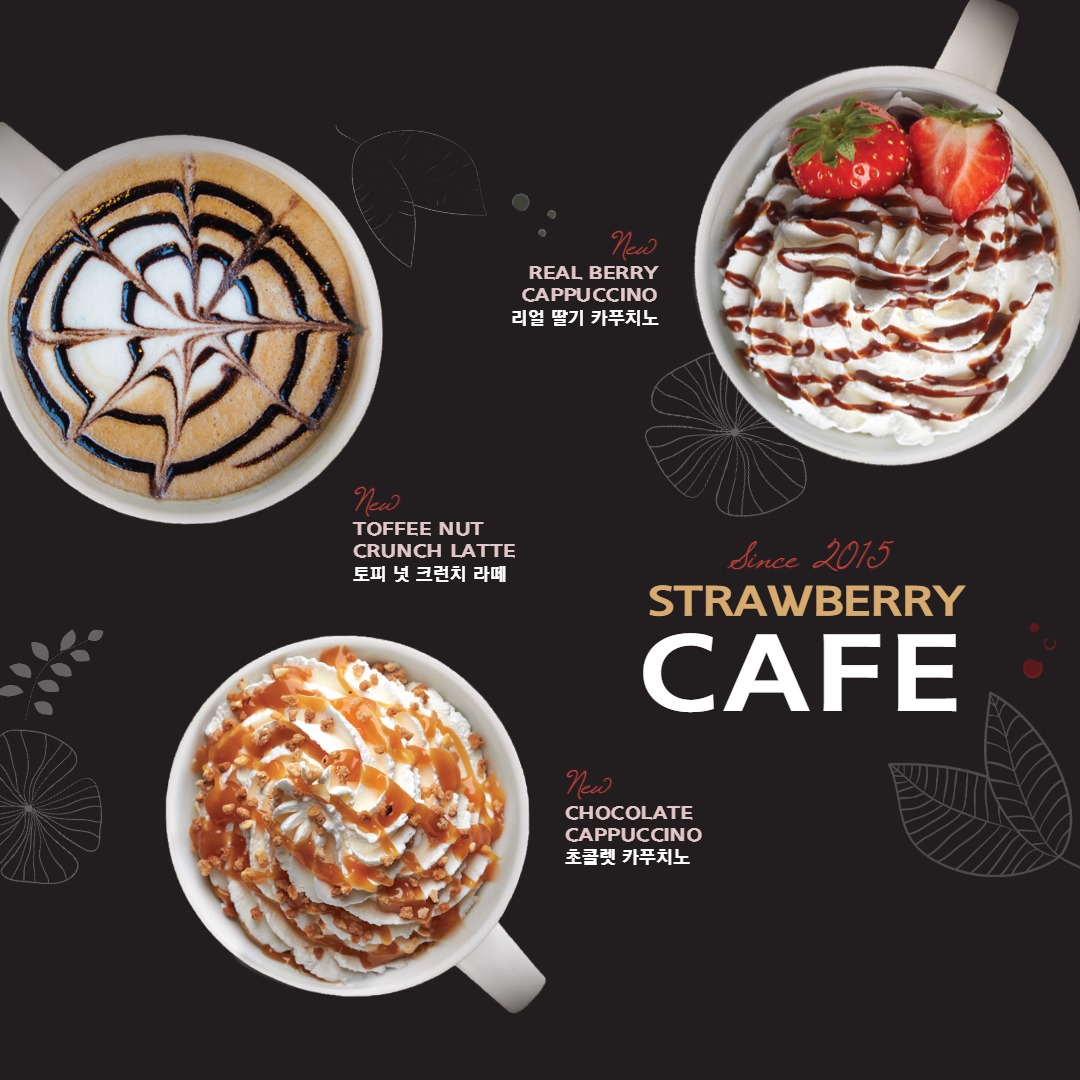 New
REAL BERRY
CAPPUCCINO
리얼 딸기 카푸치노
New
TOFFEE NUT
CRUNCH LATTE
토피 넛 크런치 라떼
Since 2015
STRAWBERRY
CAFE
New
CHOCOLATE
CAPPUCCINO
초콜렛 카푸치노